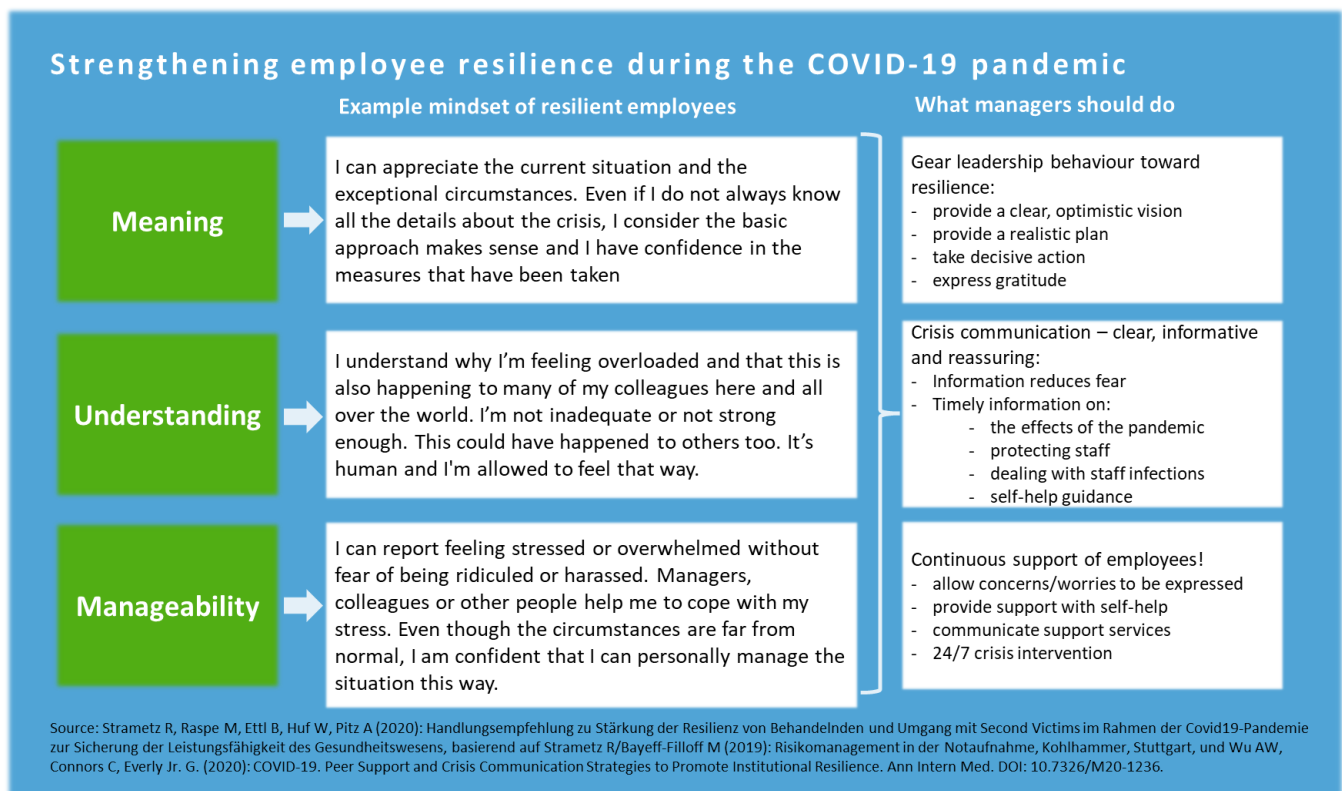 Strengthening employee resilience during the COVID-19 pandemic
Example mindset of resilient employees
What managers should do
Meaning
I can appreciate the current situation and the
exceptional circumstances. Even if I do not always know
all the details about the crisis, I consider the basic
approach makes sense and I have confidence in the
measures that have been taken
Gear leadership behaviour toward
resilience:
- provide a clear, optimistic vision
- provide a realistic plan
- take decisive action
- express gratitude
Understanding
I understand why I’m feeling overloaded and that this is
also happening to many of my colleagues here and all
over the world. I’m not inadequate or not strong
enough. This could have happened to others too. It’s
human and I'm allowed to feel that way.
Crisis communication – clear, informative
and reassuring:
- Information reduces fear
- Timely information on:
- the effects of the pandemic
- protecting staff
- dealing with staff infections
- self-help guidance
Manageability
I can report feeling stressed or overwhelmed without
fear of being ridiculed or harassed. Managers,
colleagues or other people help me to cope with my
stress. Even though the circumstances are far from
normal, I am confident that I can personally manage the
situation this way.
Continuous support of employees!
- allow concerns/worries to be expressed
- provide support with self-help
- communicate support services
- 24/7 crisis intervention
Source: Strametz R, Raspe M, Ettl B, Huf W, Pitz A (2020): Handlungsempfehlung zu Stärkung der Resilienz von Behandelnden und Umgang mit Second Victims im Rahmen der Covid19-Pandemie
zur Sicherung der Leistungsfähigkeit des Gesundheitswesens, basierend auf Strametz R/Bayeff-Filloff M (2019): Risikomanagement in der Notaufnahme, Kohlhammer, Stuttgart, und Wu AW,
Connors C, Everly Jr. G. (2020): COVID-19. Peer Support and Crisis Communication Strategies to Promote Institutional Resilience. Ann Intern Med. DOI: 10.7326/M20-1236.